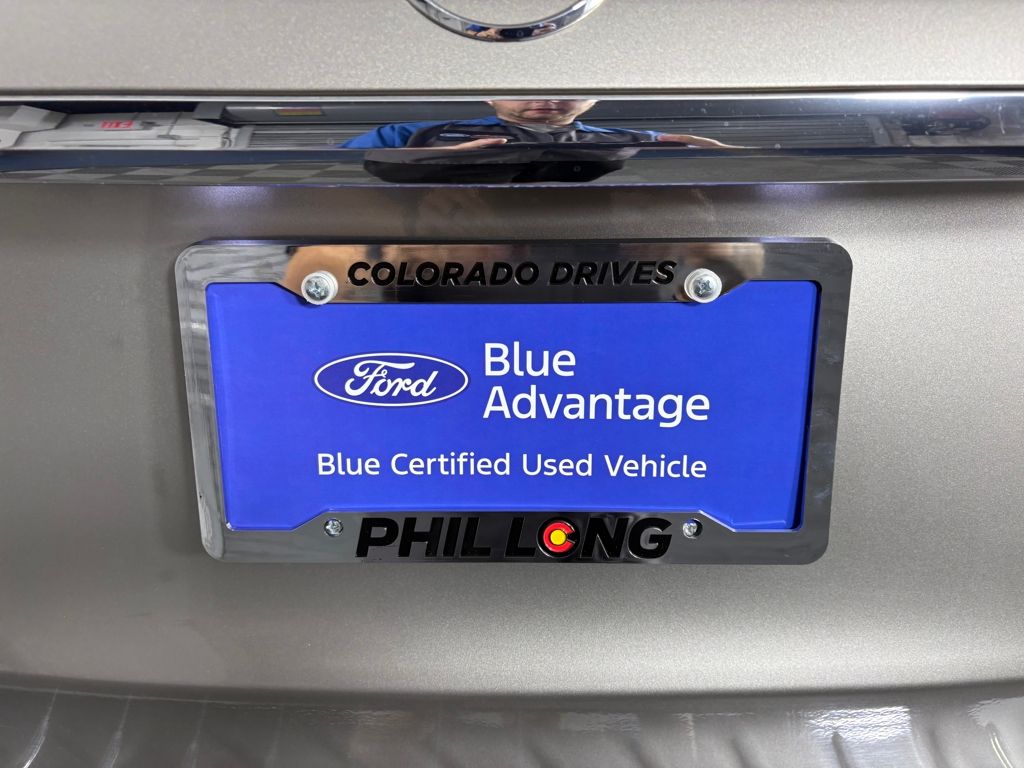 COLORADO DRIVES
Ford
Blue
Advantage
Blue Certified Used Vehicle
PHIL LONG